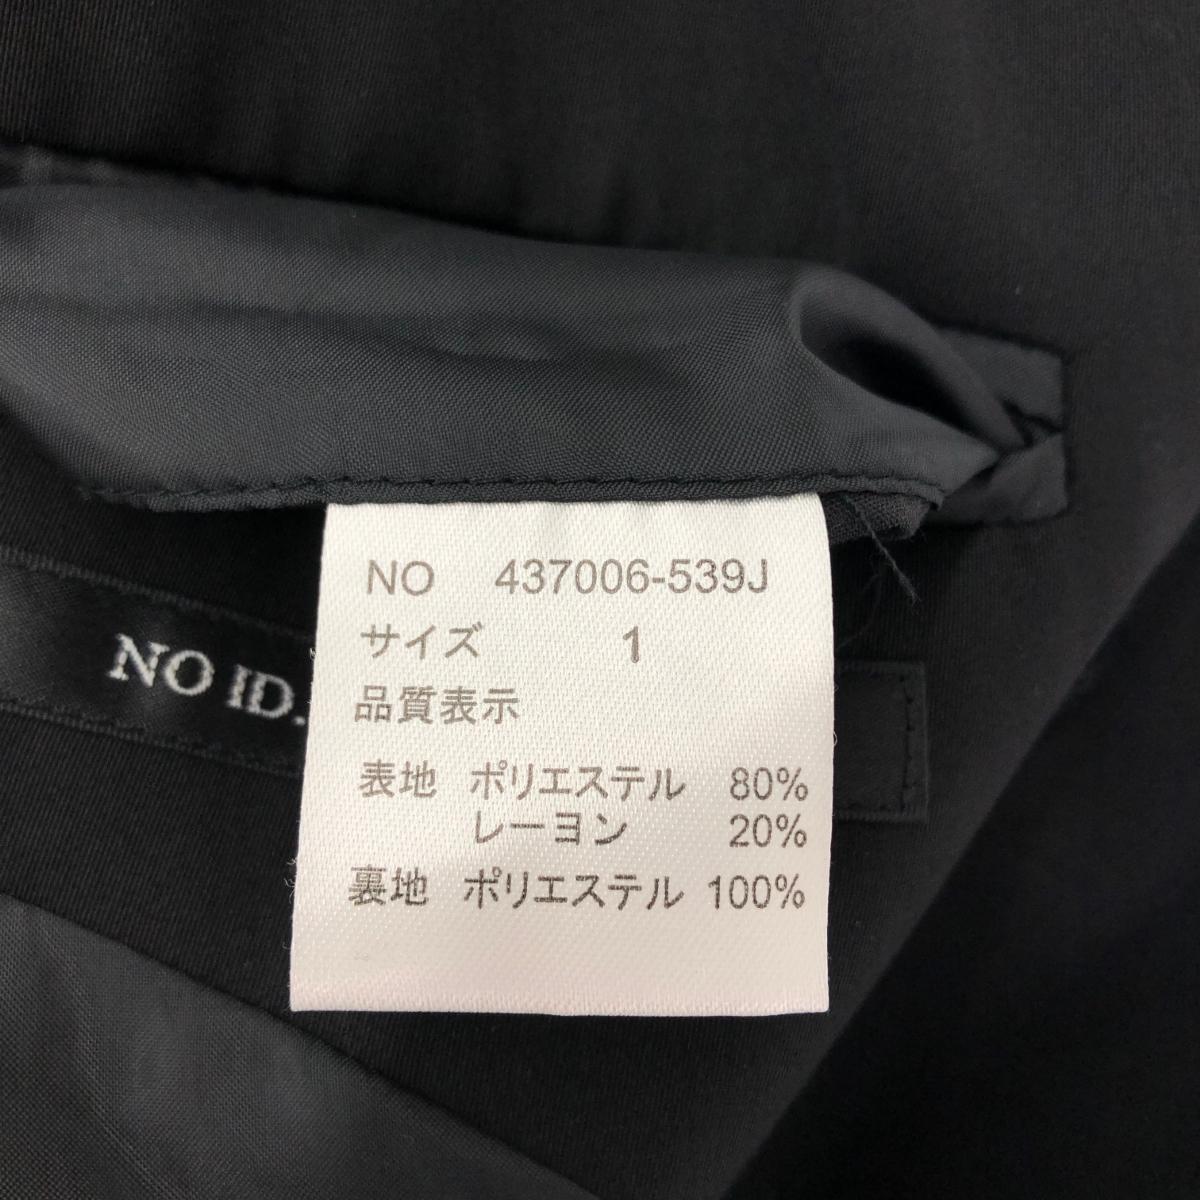 NO 437006-539J
サイズ 1
品質表示
表地 ポリエステル 80%
レーヨン 20%
裏地 ポリエステル 100%
NO ID.